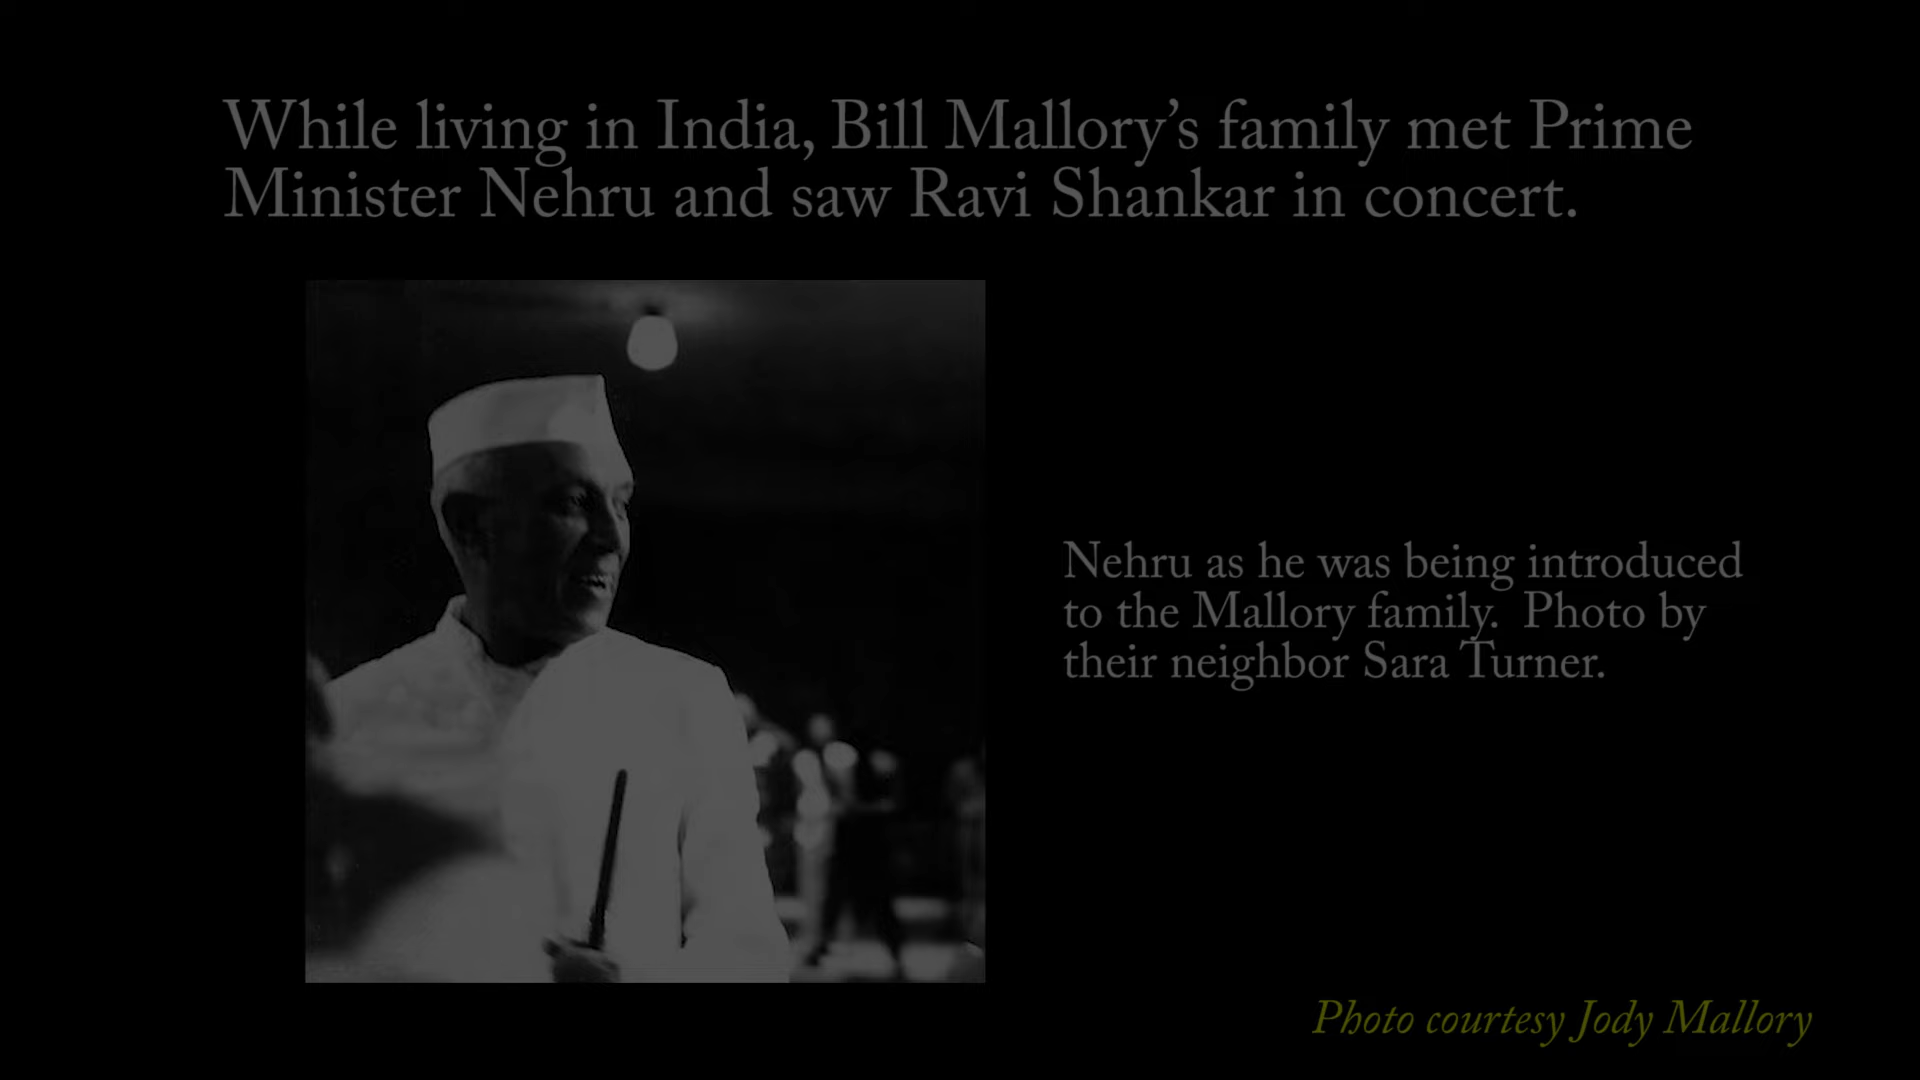 While living in India, Bill Mallory’s family met Prime
Minister Nehru and saw Ravi Shankar in concert.
Nehru as he was being introduced
to the Mallory family.  Photo by
their neighbor Sara Turner.
Photo courtesy Jody Mallory